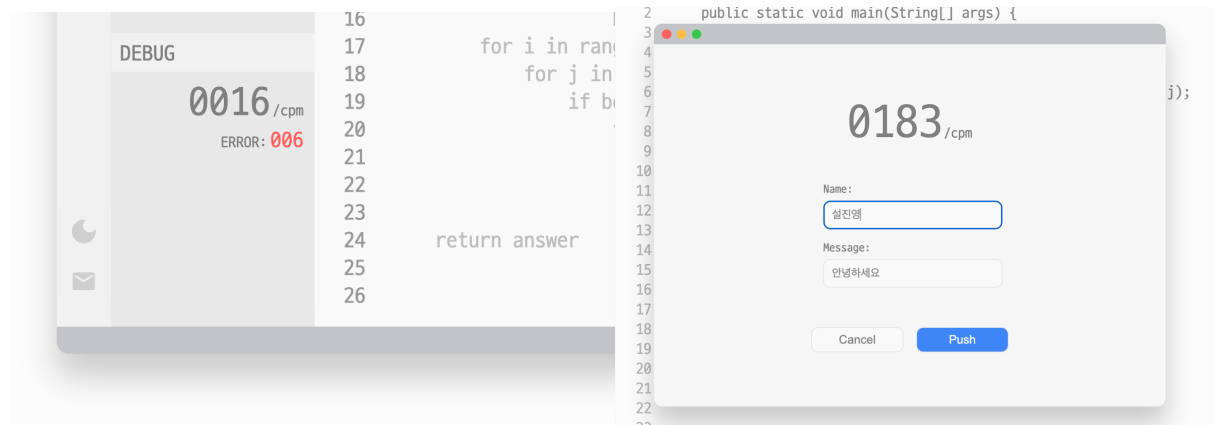 16
DEBUG
17 for i in rang
18 for j in
0016 /cpm
19 if be
ERROR: 006
20
21
22
23
24 return answer
25
26
2 public static void main(String[] args) {
3
4
5
6 j);
7
8
9
10
11
12
13
14
15
16
17
18
19
20
21
22
0183 /cpm
Name:
설진영
Message:
안녕하세요
Cancel Push